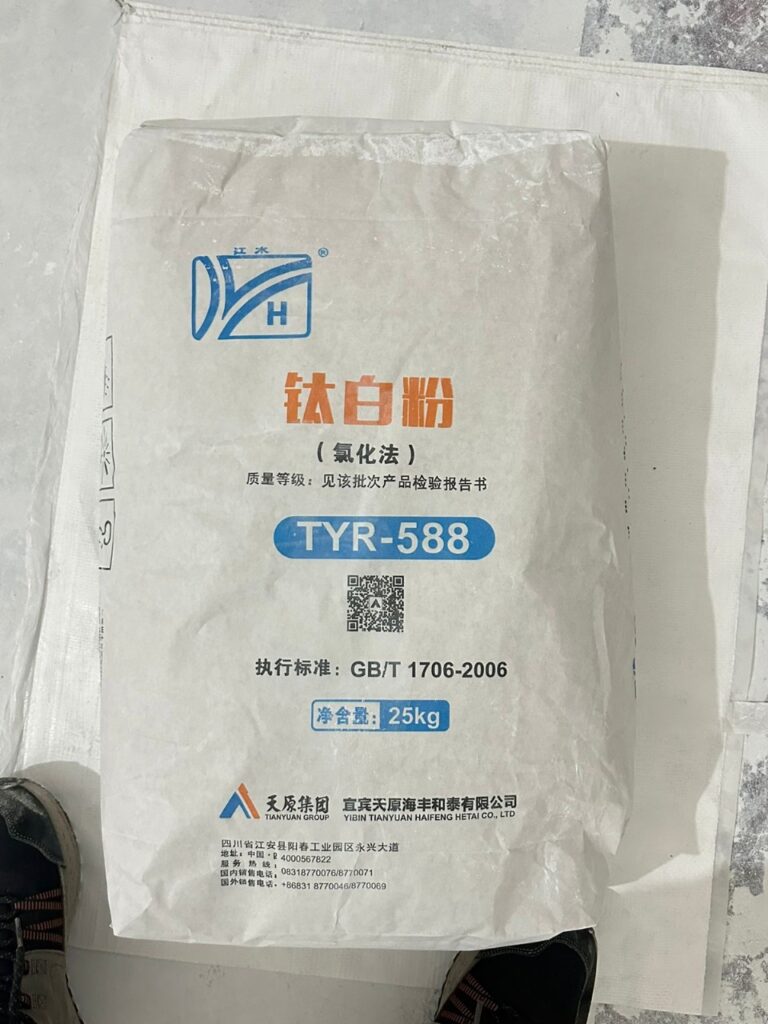 江水 ®
H
钛白粉
（氯化法）
质量等级：见该批次产品检验报告书
TYR-588
执行标准：GB/T 1706-2006
净含量：25kg
天原集团 宜宾天原海丰和泰有限公司
TIANYUAN GROUP YIBIN TIANYUAN HAIFENG HETAI CO., LTD
四川省江安县阳春工业园区永兴大道
地址：中国·
服务热线：4000567822
国内销售电话：08318770076/8770071
国外销售电话：+86831 8770046/8770069